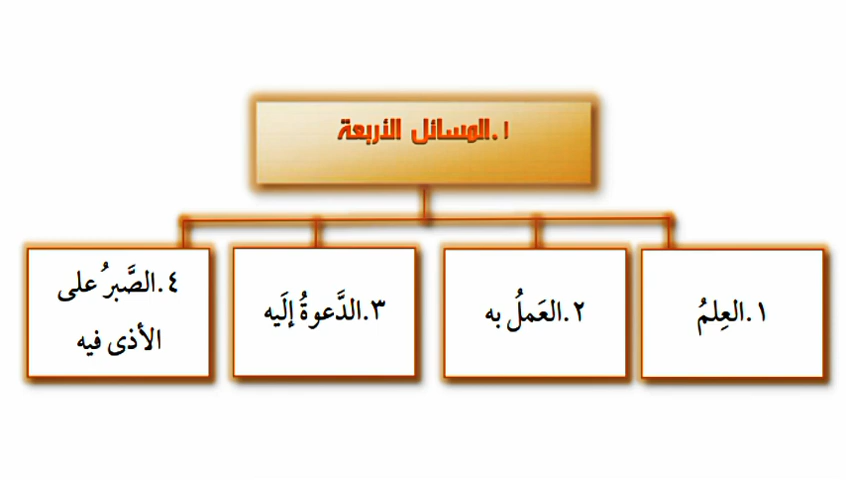 ١.المسائل الأربعة
١.العِلمُ
٢.العَملُ به
٣.الدَّعوةُ إلَيه
٤.الصَّبرُ على
الأذى فيه